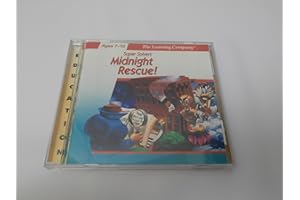 Ages 7-10
The Learning Company
Super Solvers
Midnight
Rescue!
EDUCATION